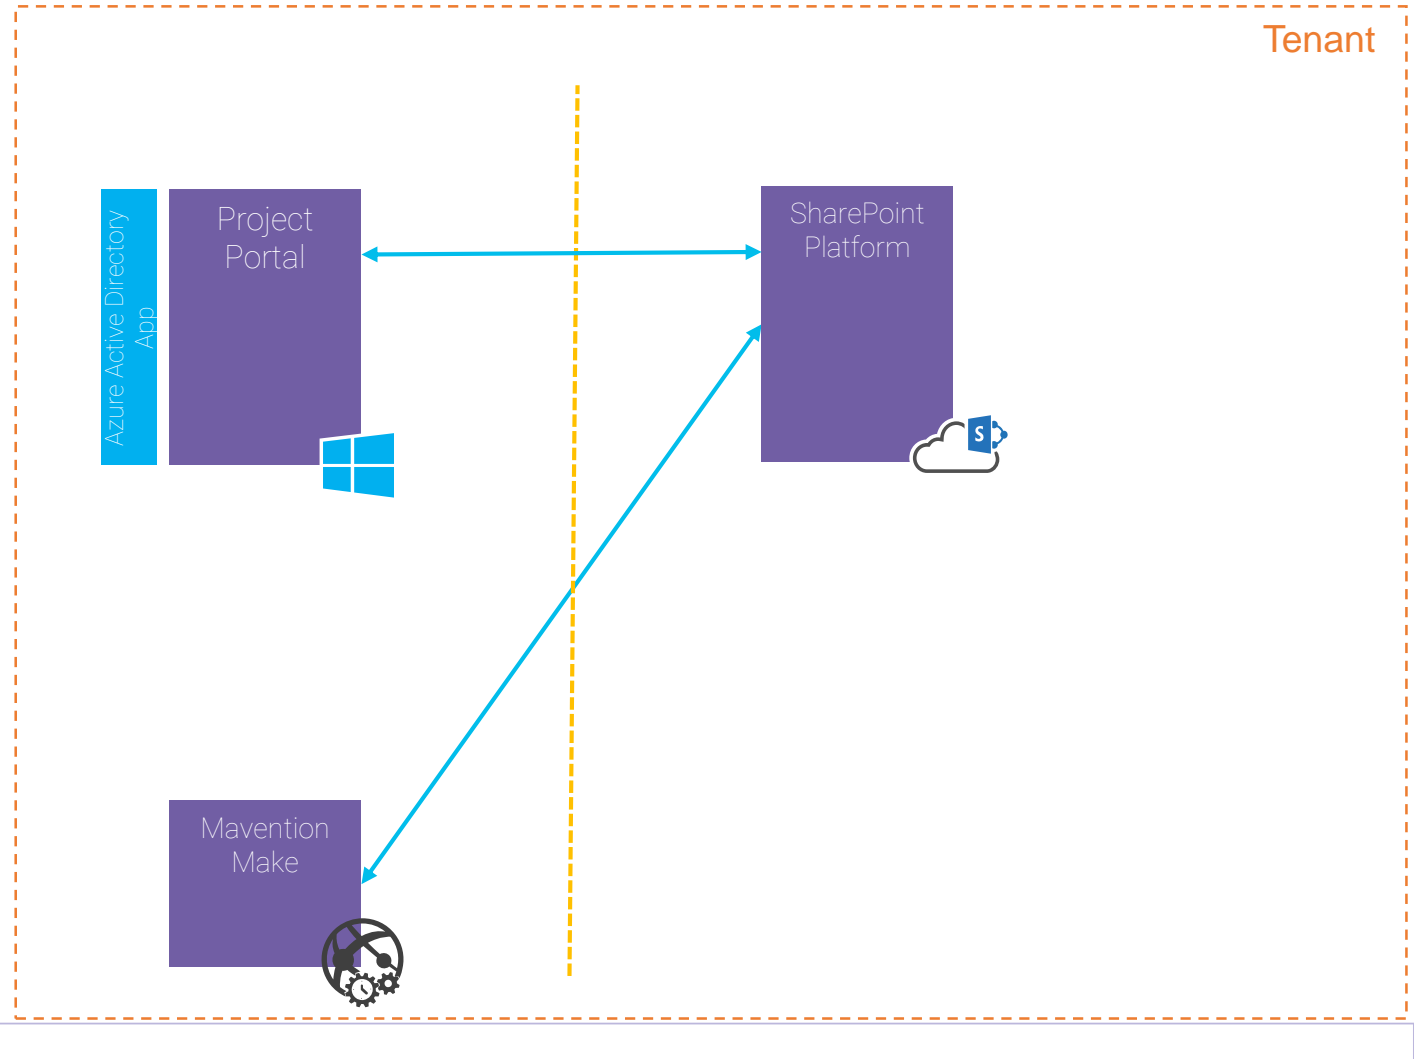 Tenant
Azure Active Directory
App
Project
Portal
SharePoint
Platform
S
Mavention
Make